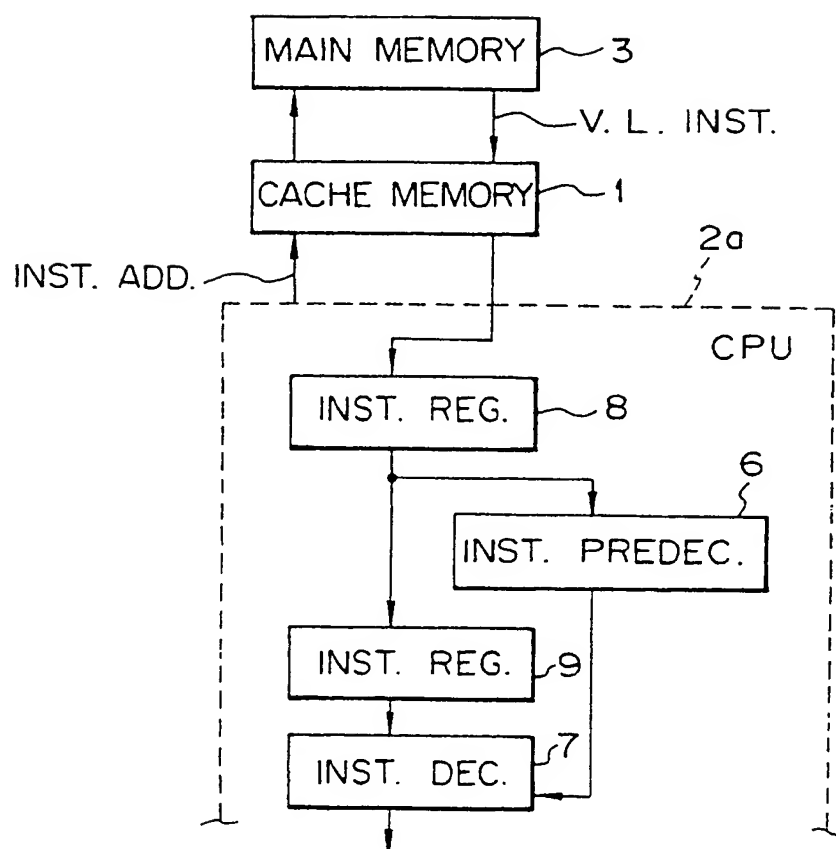 MAIN MEMORY
3
V. L. INST.
CACHE MEMORY
1
INST. ADD.
2a
CPU
INST. REG.
8
6
INST. PREDEC.
INST. REG.
9
7
INST. DEC.